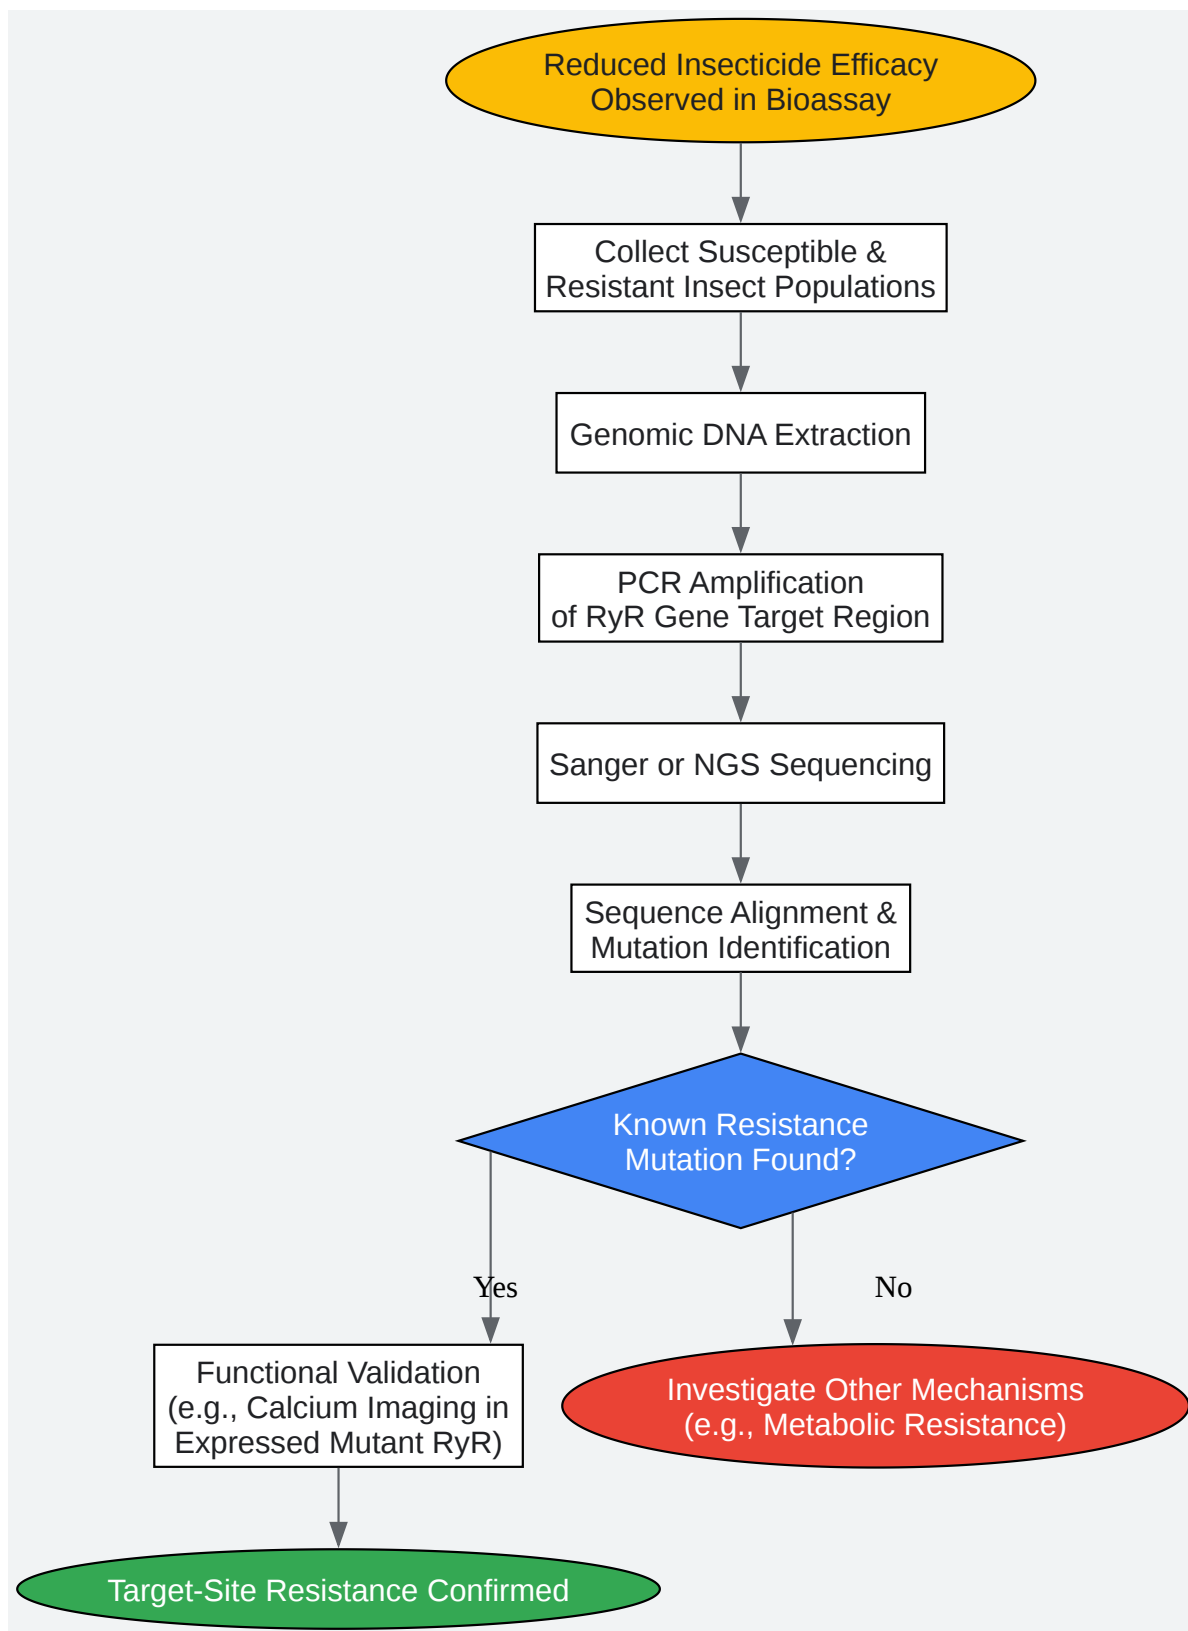 Reduced Insecticide Efficacy
Observed in Bioassay
Collect Susceptible &
Resistant Insect Populations
Genomic DNA Extraction
PCR Amplification
of RyR Gene Target Region
Sanger or NGS Sequencing
Sequence Alignment &
Mutation Identification
Known Resistance
Mutation Found?
Yes
No
Functional Validation
(e.g., Calcium Imaging in
Expressed Mutant RyR)
Investigate Other Mechanisms
(e.g., Metabolic Resistance)
Target-Site Resistance Confirmed